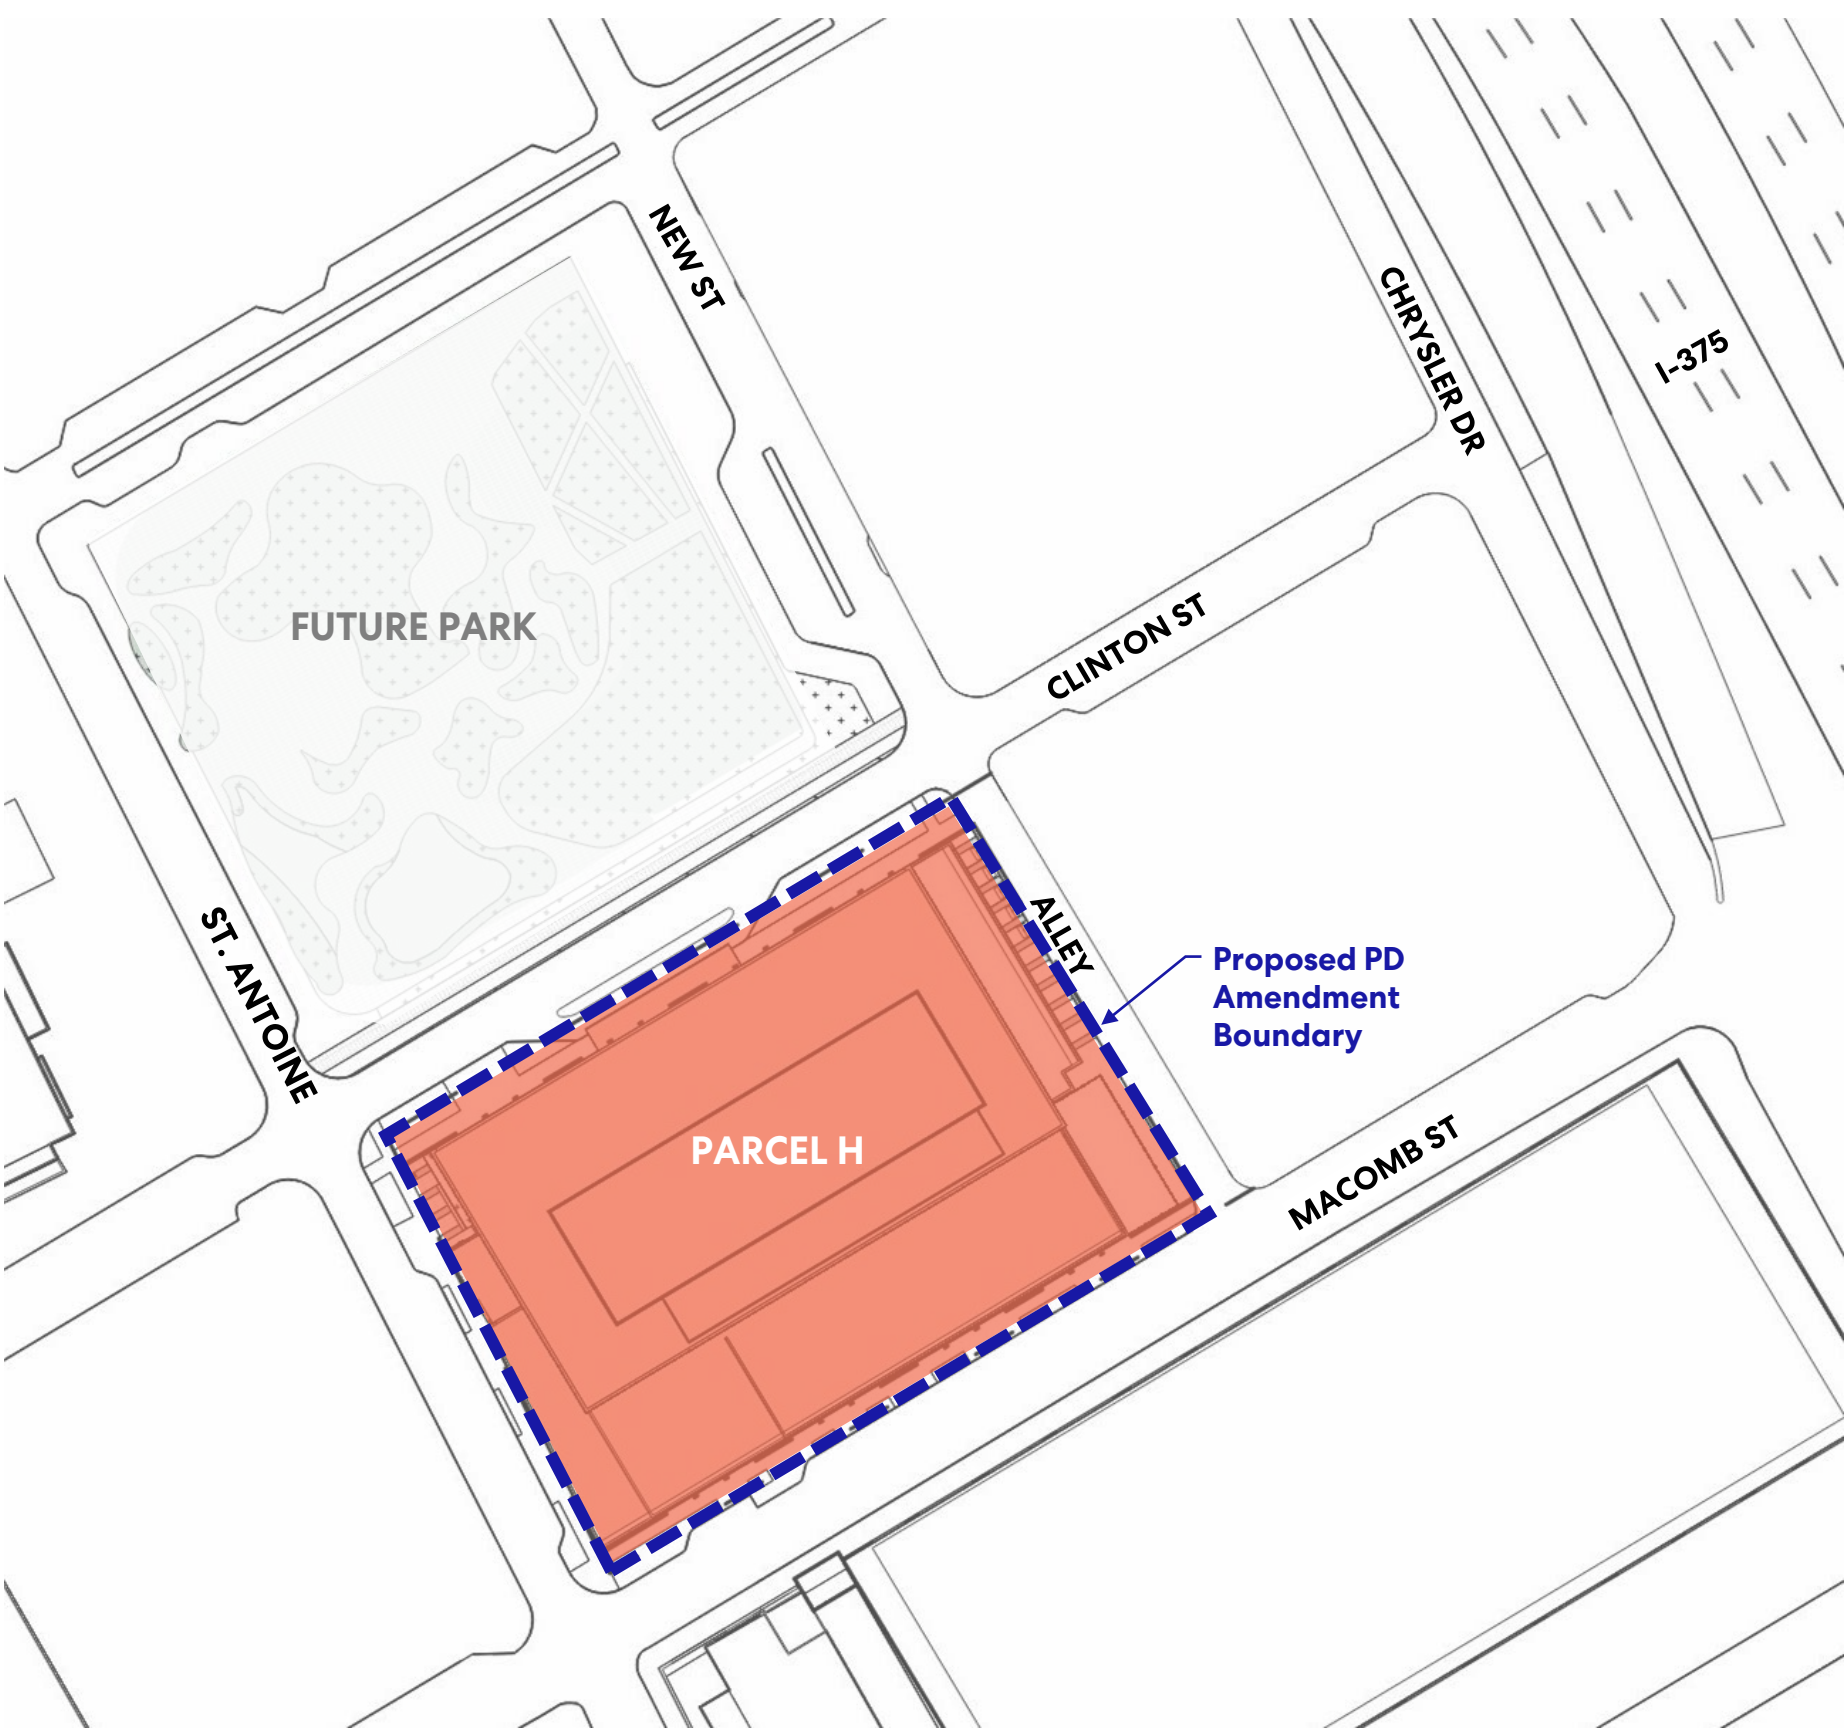 NEW ST
CHRYSLER DR
I-375
FUTURE PARK
CLINTON ST
ST. ANTOINE
ALLEY
Proposed PD
Amendment
Boundary
PARCEL H
MACOMB ST